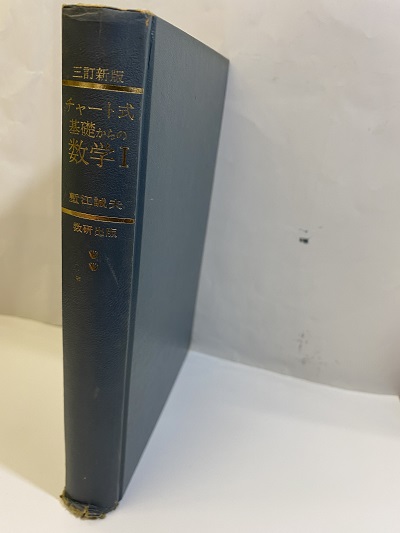 三訂新版
チャート式
基礎からの
数学I
数研出版